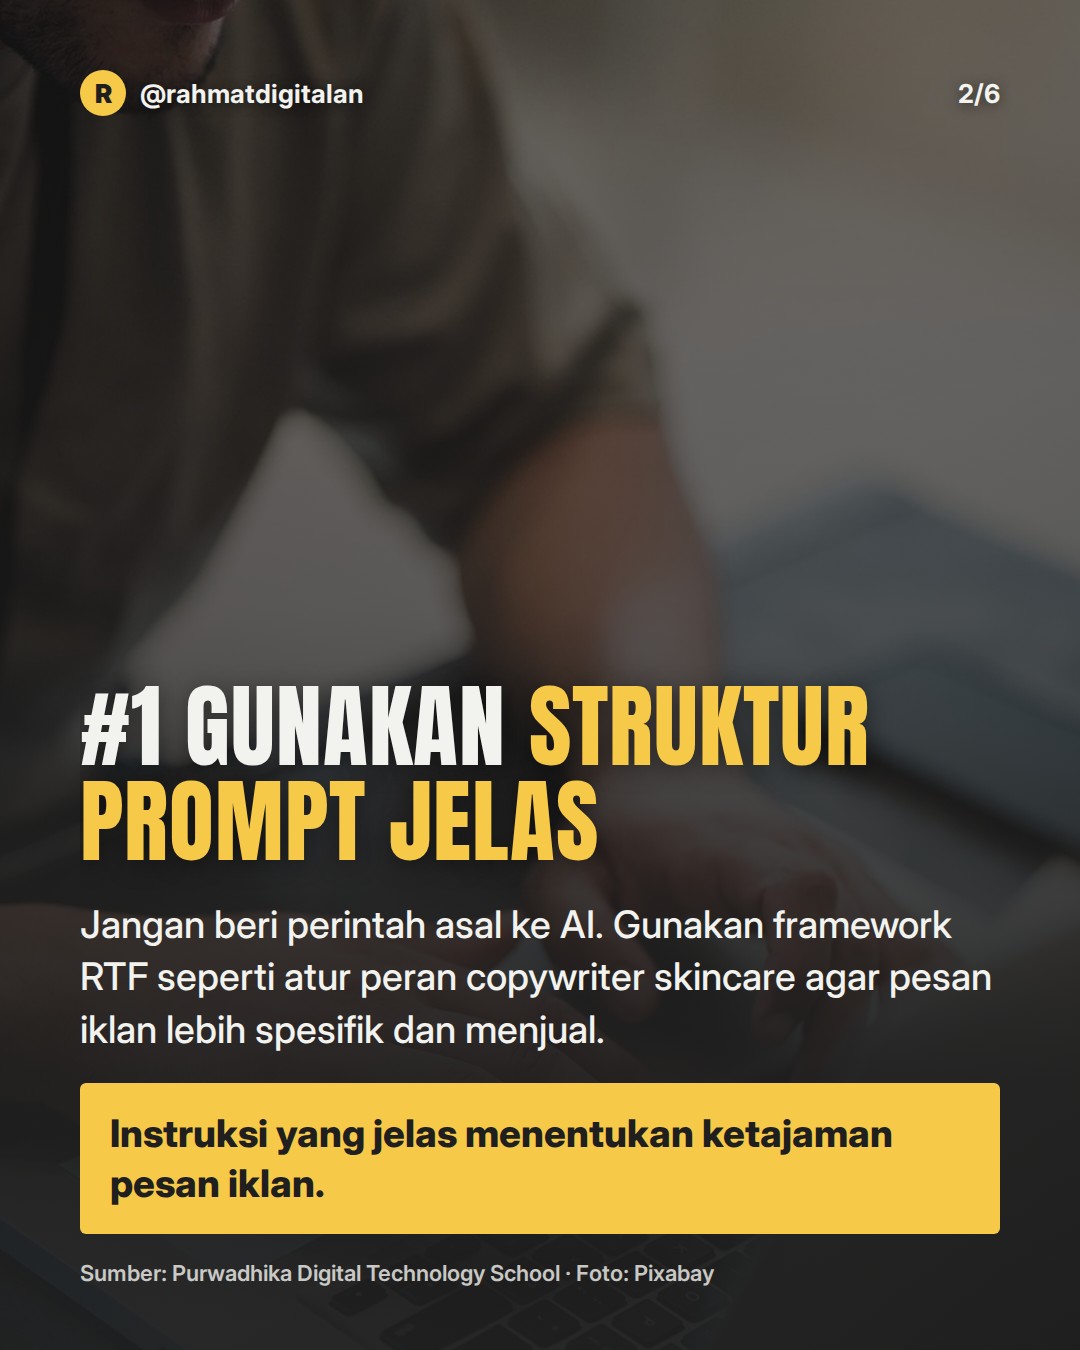 R @rahmatdigitalan 2/6
#1 GUNAKAN STRUKTUR
PROMPT JELAS
Jangan beri perintah asal ke AI. Gunakan framework
RTF seperti atur peran copywriter skincare agar pesan
iklan lebih spesifik dan menjual.
Instruksi yang jelas menentukan ketajaman
pesan iklan.
Sumber: Purwadhika Digital Technology School · Foto: Pixabay